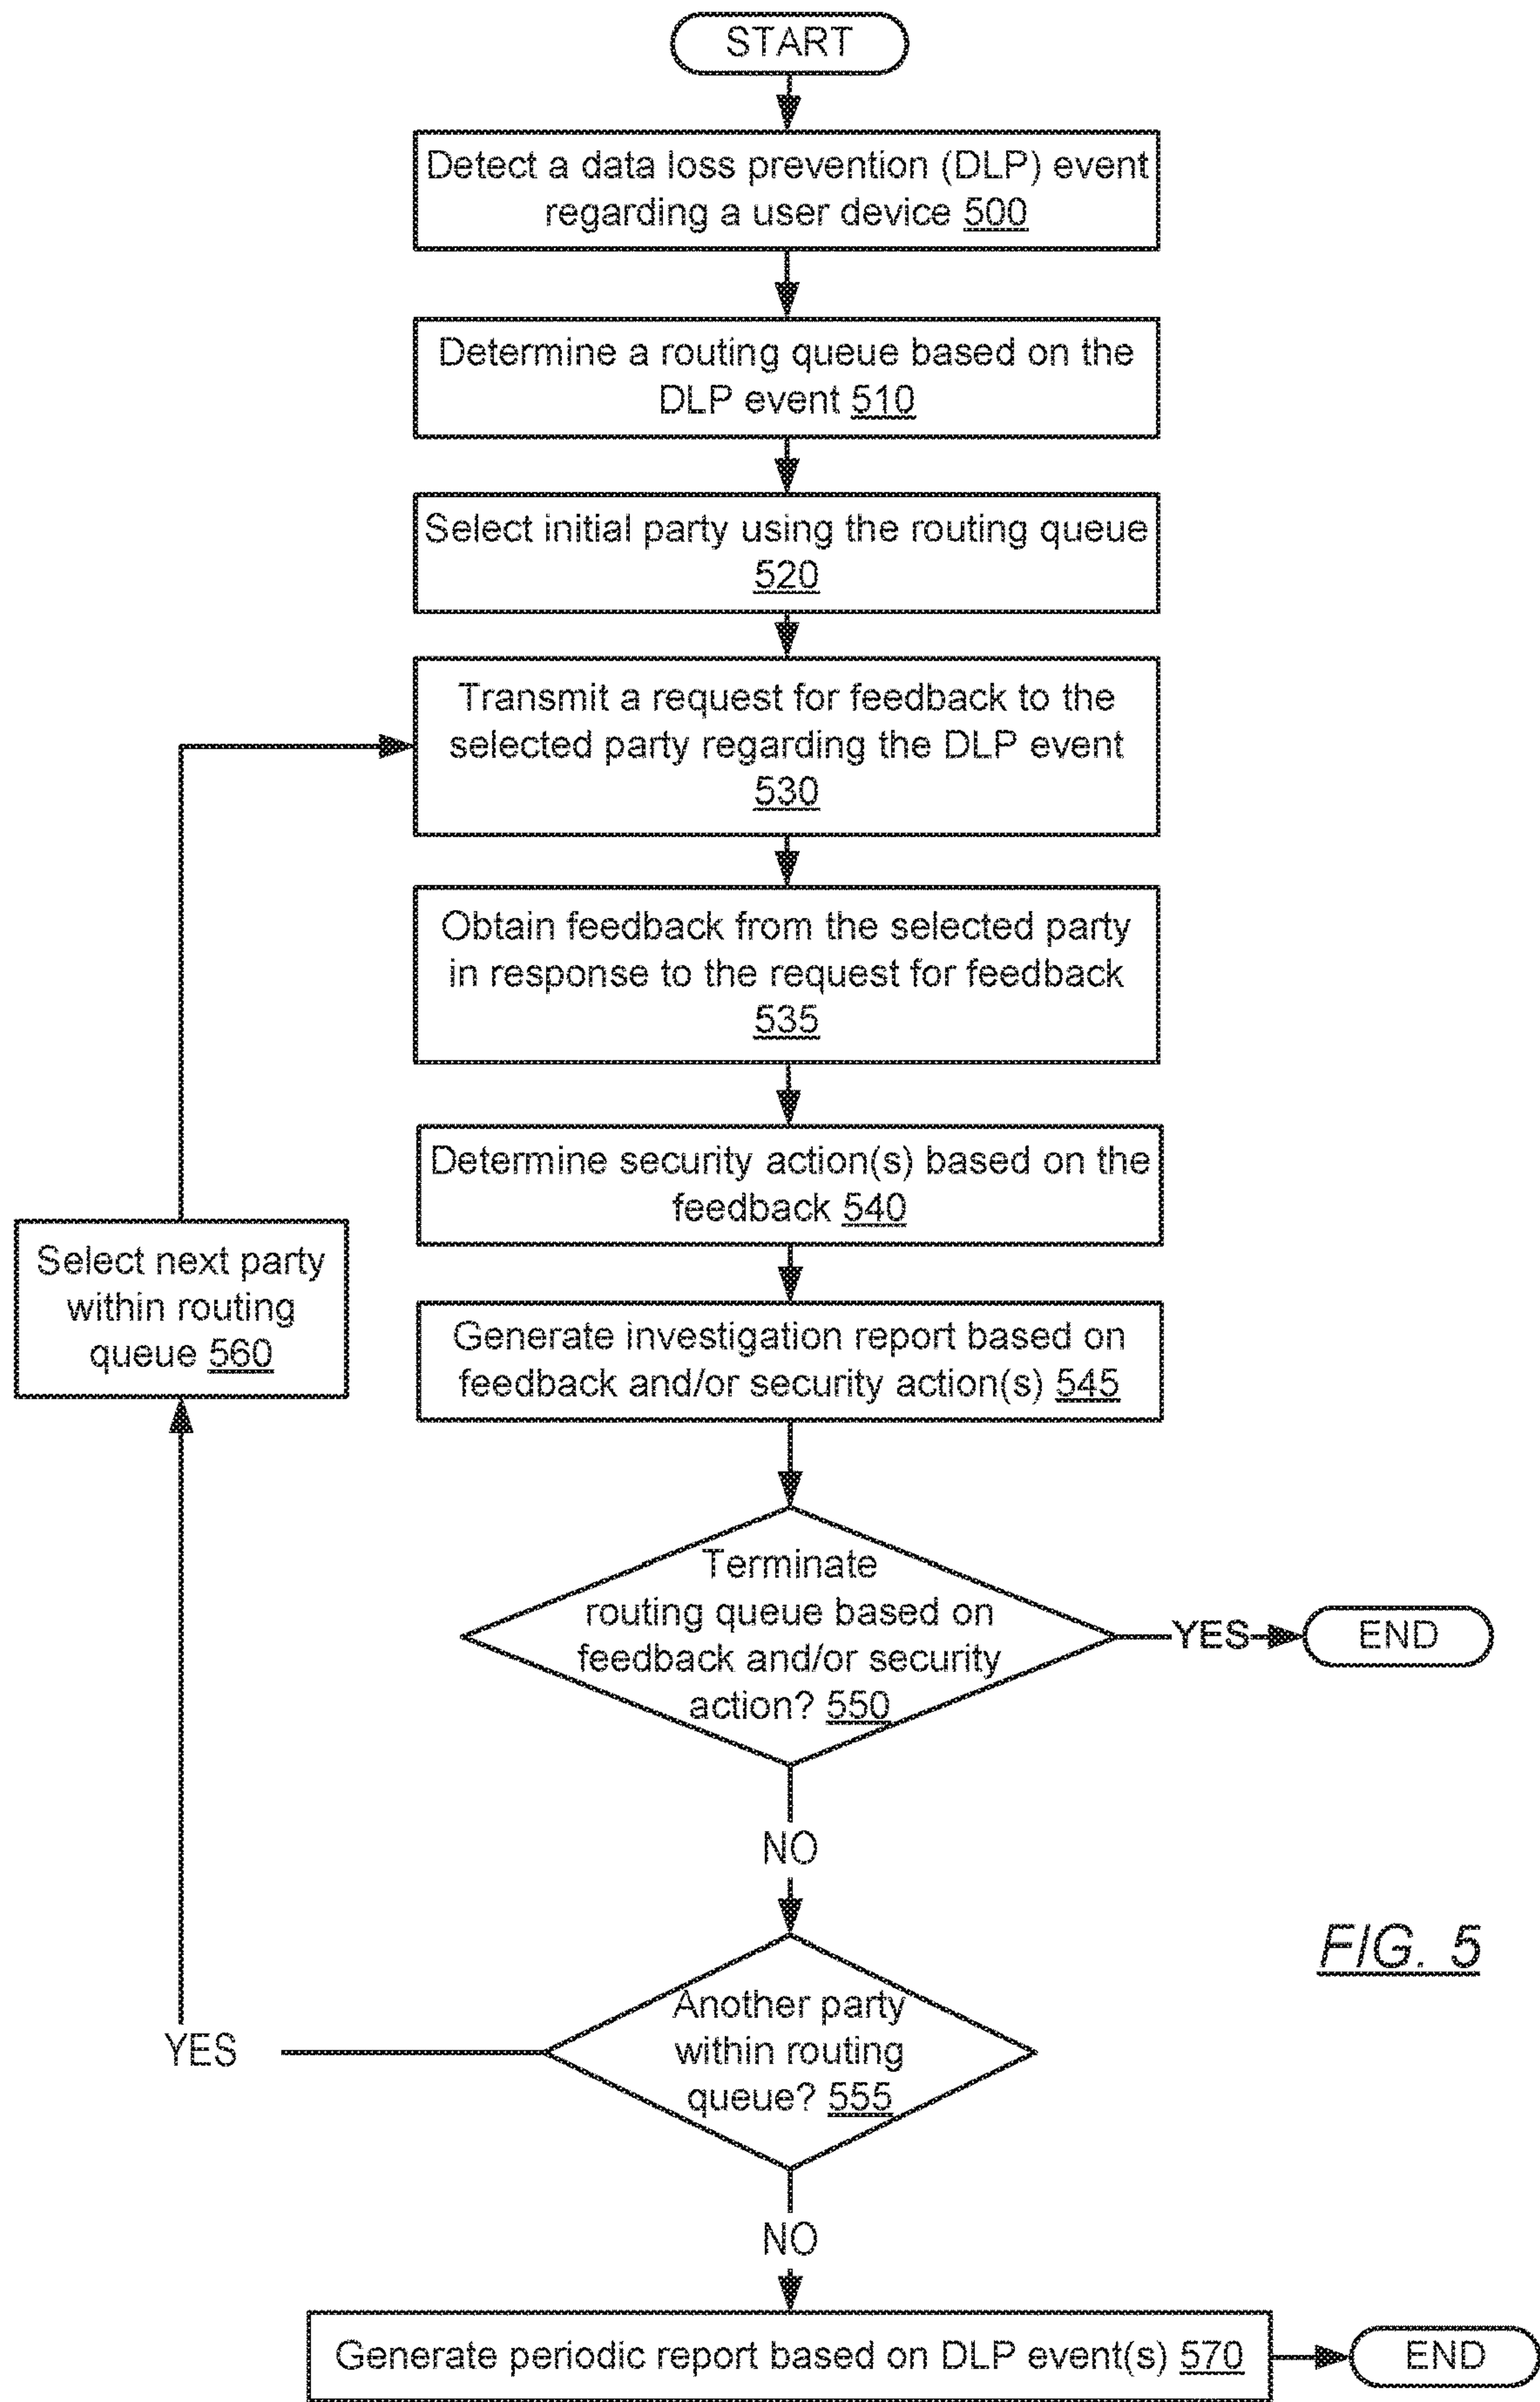 START
Detect a data loss prevention (DLP) event
regarding a user device 500
Determine a routing queue based on the
DLP event 510
Select initial party using the routing queue
520
Transmit a request for feedback to the
selected party regarding the DLP event
530
Obtain feedback from the selected party
in response to the request for feedback
535
Determine security action(s) based on the
feedback 540
Select next party
within routing
queue 560
Generate investigation report based on
feedback and/or security action(s) 545
Terminate
routing queue based on
feedback and/or security
action? 550
YES
END
NO
FIG. 5
Another party
within routing
queue? 555
YES
NO
Generate periodic report based on DLP event(s) 570
END